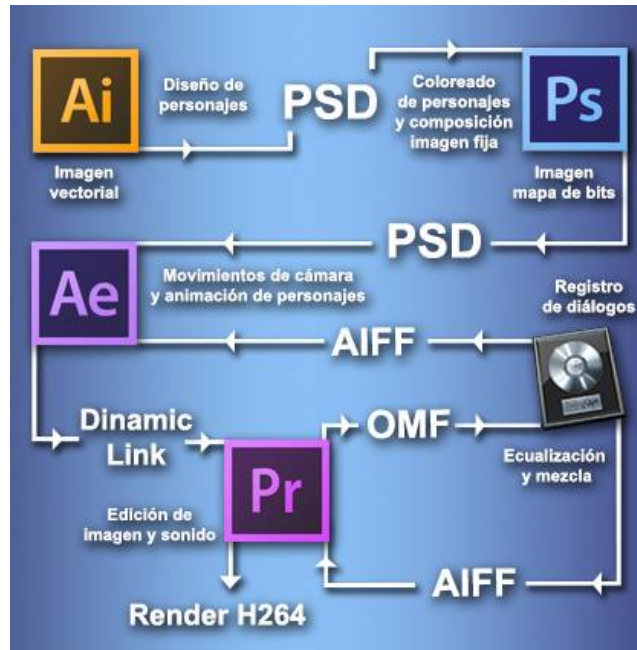 Ai
Diseño de
personajes
PSD
Coloreado
de personajes
y composición
imagen fija
Ps
Imagen
vectorial
Imagen
mapa de bits
PSD
Ae
Movimientos de cámara
y animación de personajes
Registro
de diálogos
AIFF
Dinamic
Link
OMF
Ecualización
y mezcla
Pr
Edición de
imagen y sonido
AIFF
Render H264